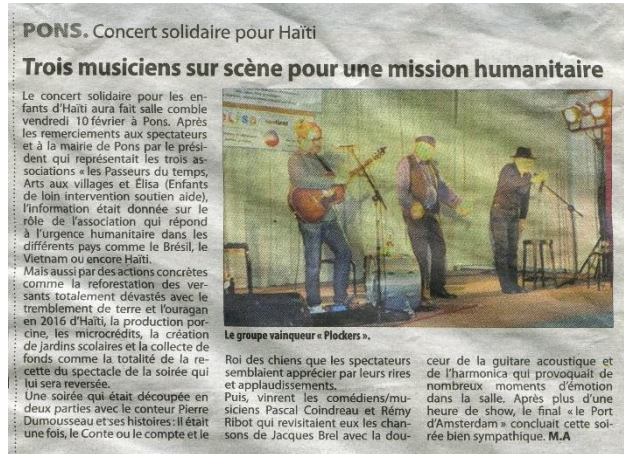 PONS. Concert solidaire pour Haïti
Trois musiciens sur scène pour une mission humanitaire
Le concert solidaire pour les en-
fants d'Haïti aura fait salle comble
vendredi 10 février à Pons. Après
les remerciements aux spectateurs
et à la mairie de Pons par le prési-
dent qui représentait les trois as-
sociations « les Passeurs du temps,
Arts aux villages et Élisa (Enfants
de loin intervention soutien aide),
l'information était donnée sur le
rôle de l'association qui répond
à l'urgence humanitaire dans les
différents pays comme le Brésil, le
Vietnam ou encore Haïti.
Mais aussi par des actions concrètes
comme la reforestation des ver-
sants totalement dévastés avec le
tremblement de terre et l'ouragan
en 2016 d'Haïti, la production por-
cine, les microcrédits, la création
de jardins scolaires et la collecte de
fonds comme la totalité de la re-
cette du spectacle de la soirée qui
lui sera reversée.
Une soirée qui était découpée en
deux parties avec le conteur Pierre
Dumousseau et ses histoires : Il était
une fois, le Conte ou le compte et le
Le groupe vainqueur « Plockers ».
Roi des chiens que les spectateurs
semblaient apprécier par leurs rires
et applaudissements.
Puis, vinrent les comédiens/mu-
siciens Pascal Coindreau et Rémy
Ribot qui revisitaient eux les chan-
sons de Jacques Brel avec la dou-
ceur de la guitare acoustique et
de l'harmonica qui provoquait de
nombreux moments d'émotion
dans la salle. Après plus d'une
heure de show, le final « le Port
d'Amsterdam » concluait cette soi-
rée bien sympathique. M.A